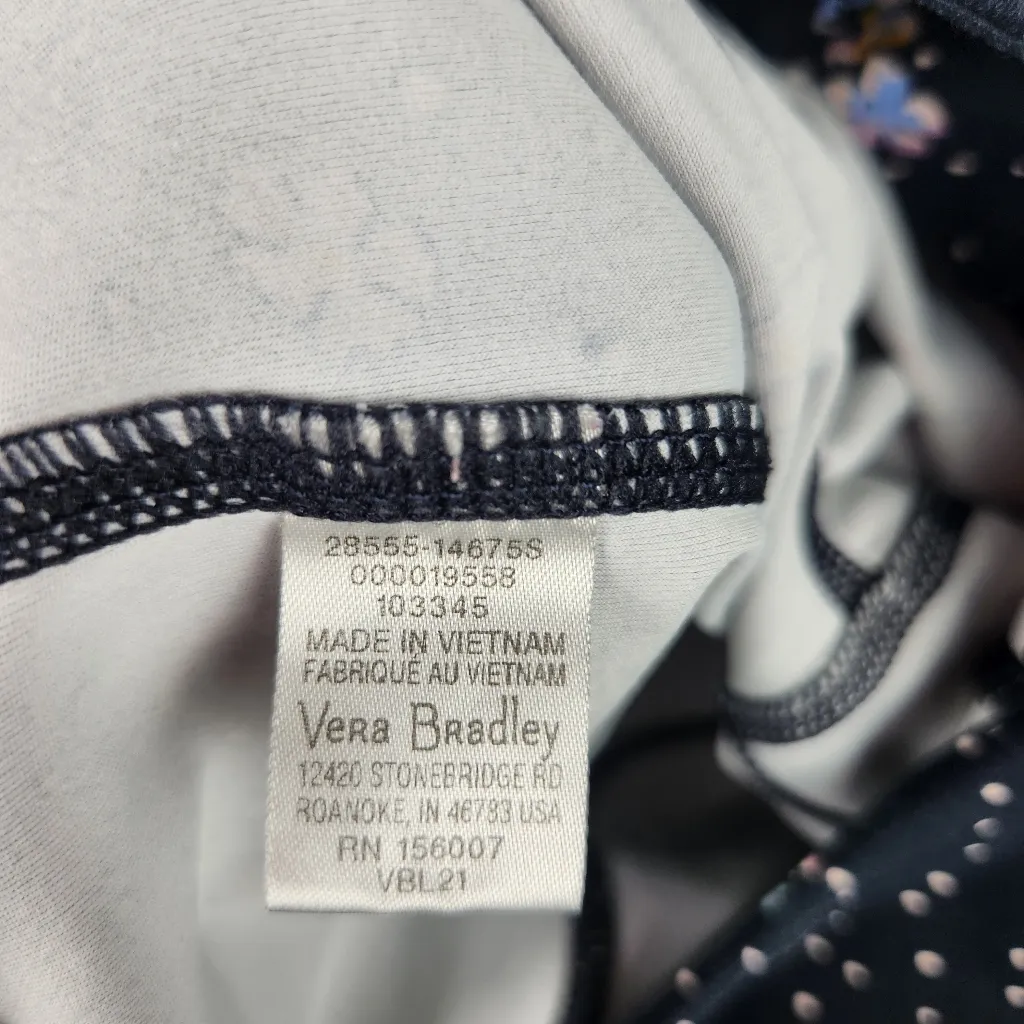 28555-14675S
000019558
103345
MADE IN VIETNAM
FABRIQUÉ AU VIETNAM
Vera Bradley
12420 STONEBRIDGE RD
ROANOKE, IN 46783 USA
RN 156007
VBL21